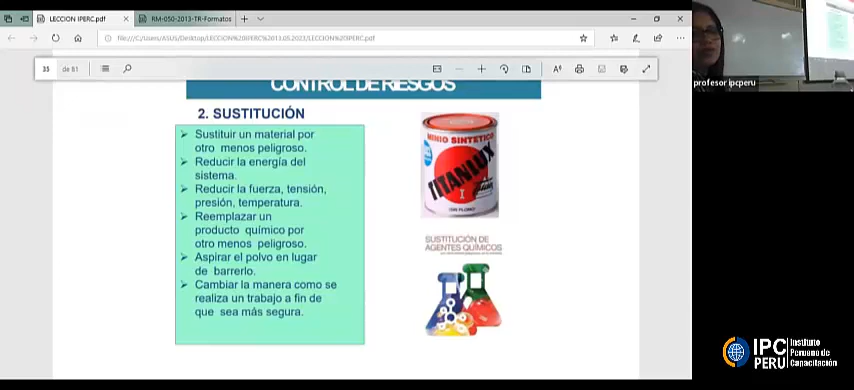 LECCION IPERC.pdf
RM-050-2013-TR-Formatos
file:///C:/Users/ASUS/Desktop/LECCION%20IPERC%2013.05.2023/LECCION%20IPERC.pdf
35 de 81
CONTROL DE RIESGOS
2. SUSTITUCIÓN
Sustituir un material por
otro menos peligroso.
Reducir la energía del
sistema.
Reducir la fuerza, tensión,
presión, temperatura.
Reemplazar un
producto químico por
otro menos peligroso.
Aspirar el polvo en lugar
de barrerlo.
Cambiar la manera como se
realiza un trabajo a fin de
que sea más segura.
MINIO SINTETICO
TITANLUX
SIN PLOMO
SUSTITUCIÓN DE
AGENTES QUÍMICOS
profesor ipcperu
IPC
PERU
Instituto
Peruano de
Capacitación